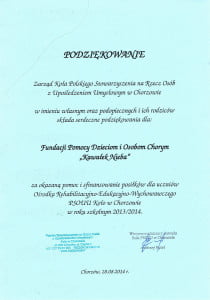 PODZIĘKOWANIE
Zarząd Koła Polskiego Stowarzyszenia na Rzecz Osób
z Upośledzeniem Umysłowym w Chorzowie
w imieniu własnym oraz podopiecznych i ich rodziców
składa serdeczne podziękowania dla:
Fundacji Pomocy Dzieciom i Osobom Chorym
„Kawałek Nieba”
za okazaną pomoc i sfinansowanie posiłków dla uczniów
Ośrodka Rehabilitacyjno-Edukacyjno-Wychowawczego
PSOUU Koło w Chorzowie
w roku szkolnym 2013/2014.
Chorzów, 28.08.2014 r.